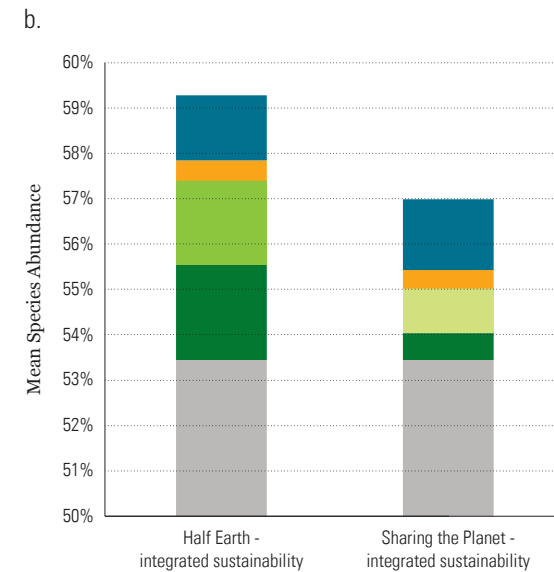 b.
60%
59%
58%
57%
56%
55%
54%
53%
52%
51%
50%
Mean Species Abundance
Half Earth -
integrated sustainability
Sharing the Planet -
integrated sustainability